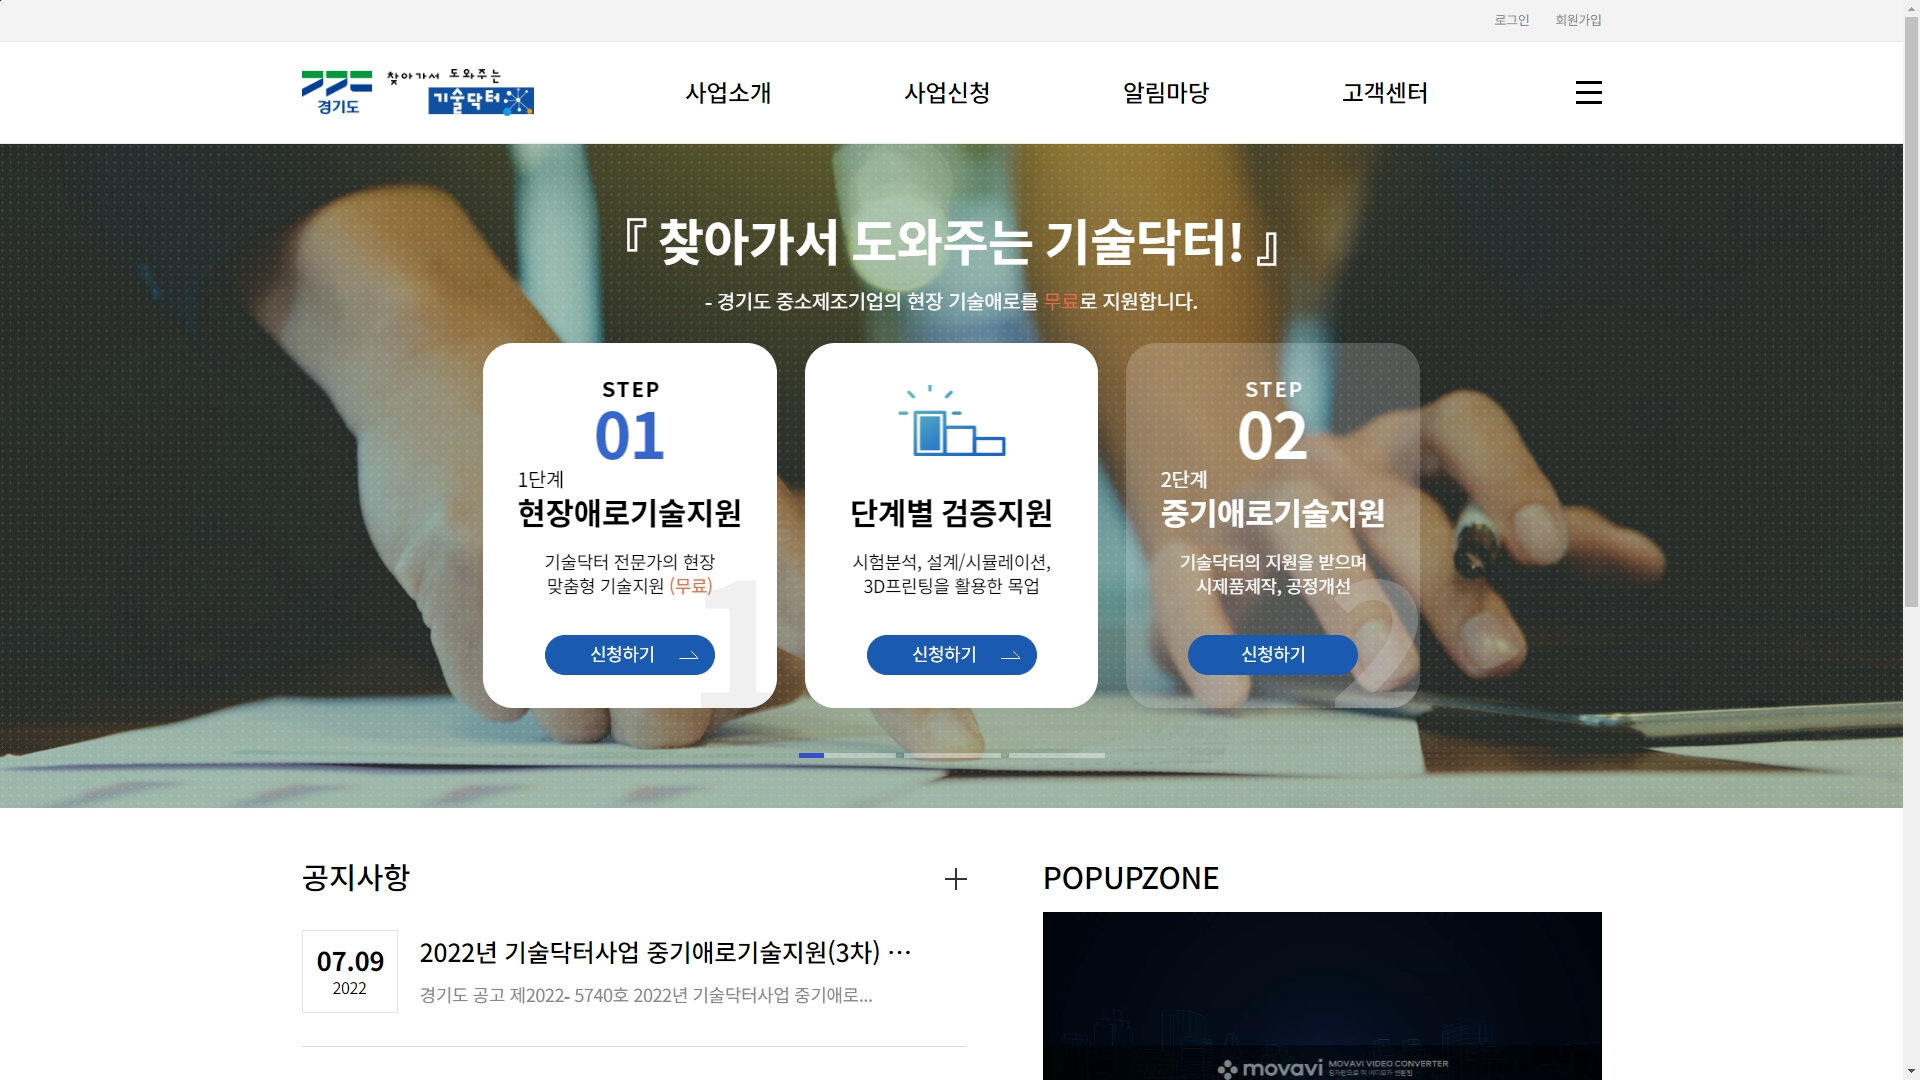 로그인 회원가입
경기도
찾아가서 도와주는
기술닥터
사업소개 사업신청 알림마당 고객센터
『 찾아가서 도와주는 기술닥터! 』
- 경기도 중소제조기업의 현장 기술애로를 무료로 지원합니다.
STEP
01
1단계
현장애로기술지원
기술닥터 전문가의 현장
맞춤형 기술지원 (무료)
1
신청하기
단계별 검증지원
시험분석, 설계/시뮬레이션,
3D프린팅을 활용한 목업
신청하기
STEP
02
2단계
중기애로기술지원
기술닥터의 지원을 받으며
시제품제작, 공정개선
2
신청하기
공지사항
07.09
2022
2022년 기술닥터사업 중기애로기술지원(3차) ⋯
경기도 공고 제2022- 5740호 2022년 기술닥터사업 중기애로...
POPUPZONE
movavi
MOVAVI VIDEO CONVERTER